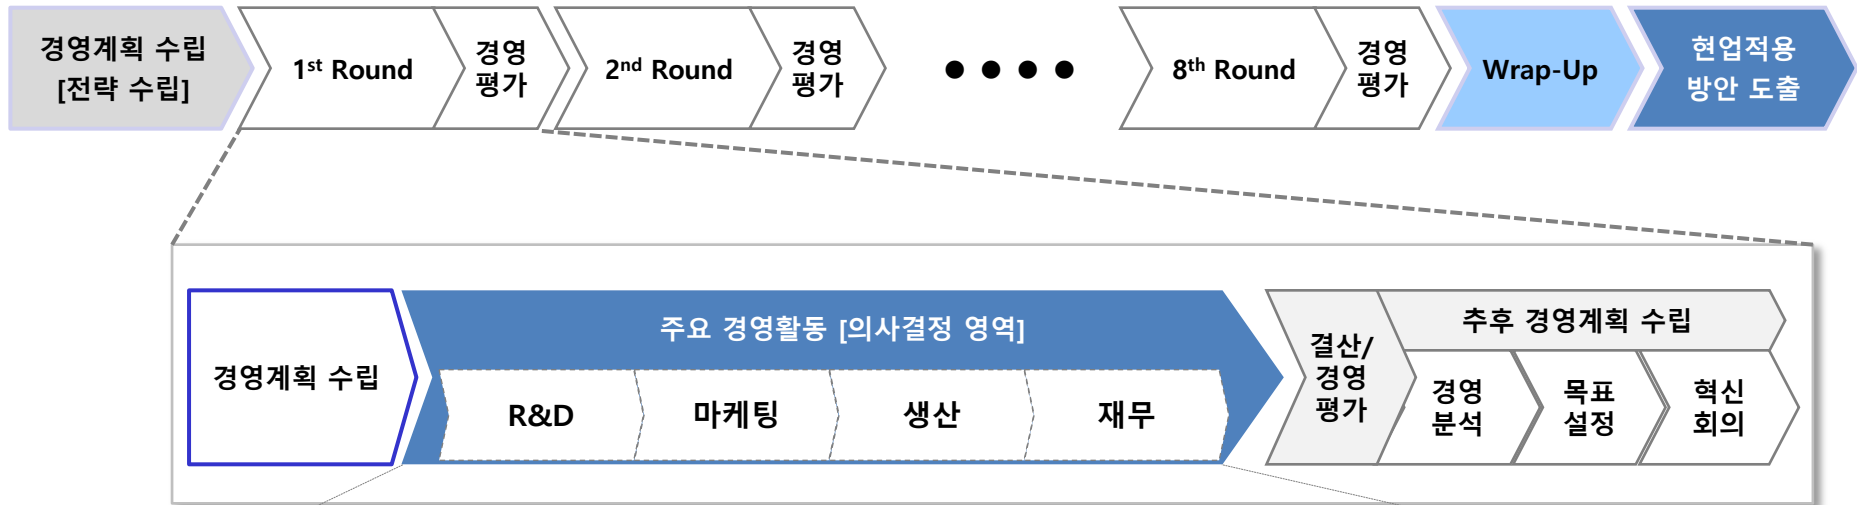 경영계획 수립
[전략 수립]
1st Round
경영
평가
2nd Round
경영
평가
8th Round
경영
평가
Wrap-Up
현업적용
방안 도출
경영계획 수립
주요 경영활동 [의사결정 영역]
R&D
마케팅
생산
재무
결산/
경영
평가
추후 경영계획 수립
경영
분석
목표
설정
혁신
회의